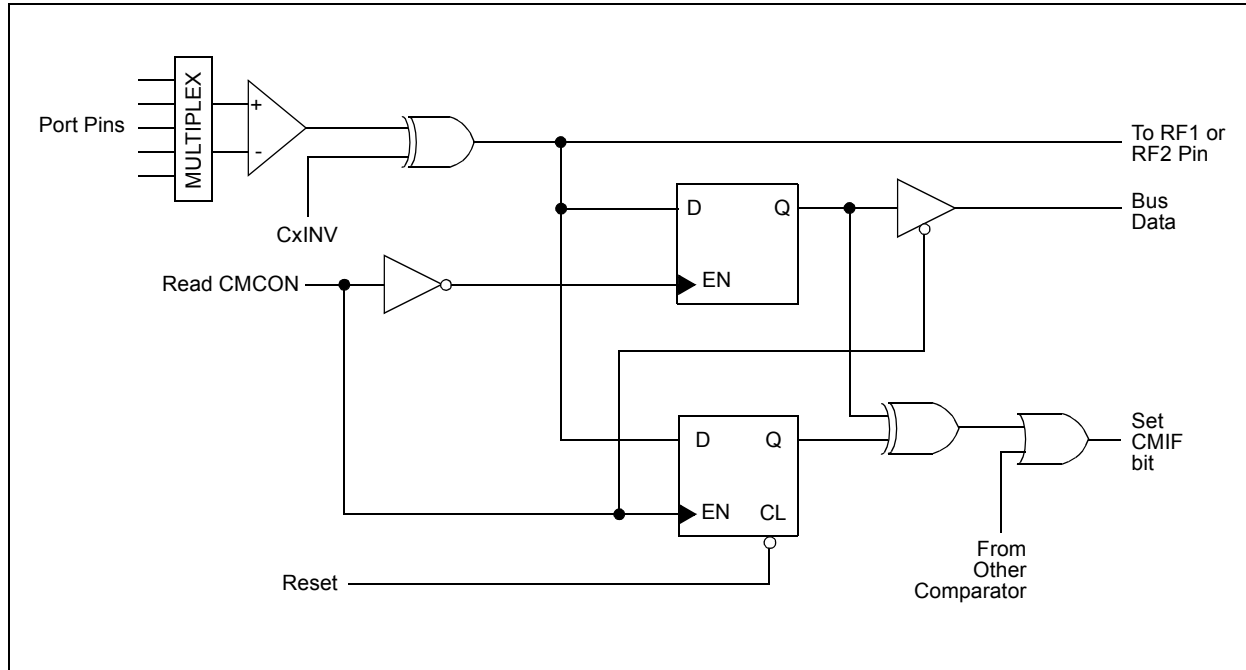 MULTIPLEX
Port Pins
+
-
CxINV
To RF1 or
RF2 Pin
D
Q
EN
Bus
Data
Read CMCON
D
Q
EN
CL
Set
CMIF
bit
From
Other
Comparator
Reset